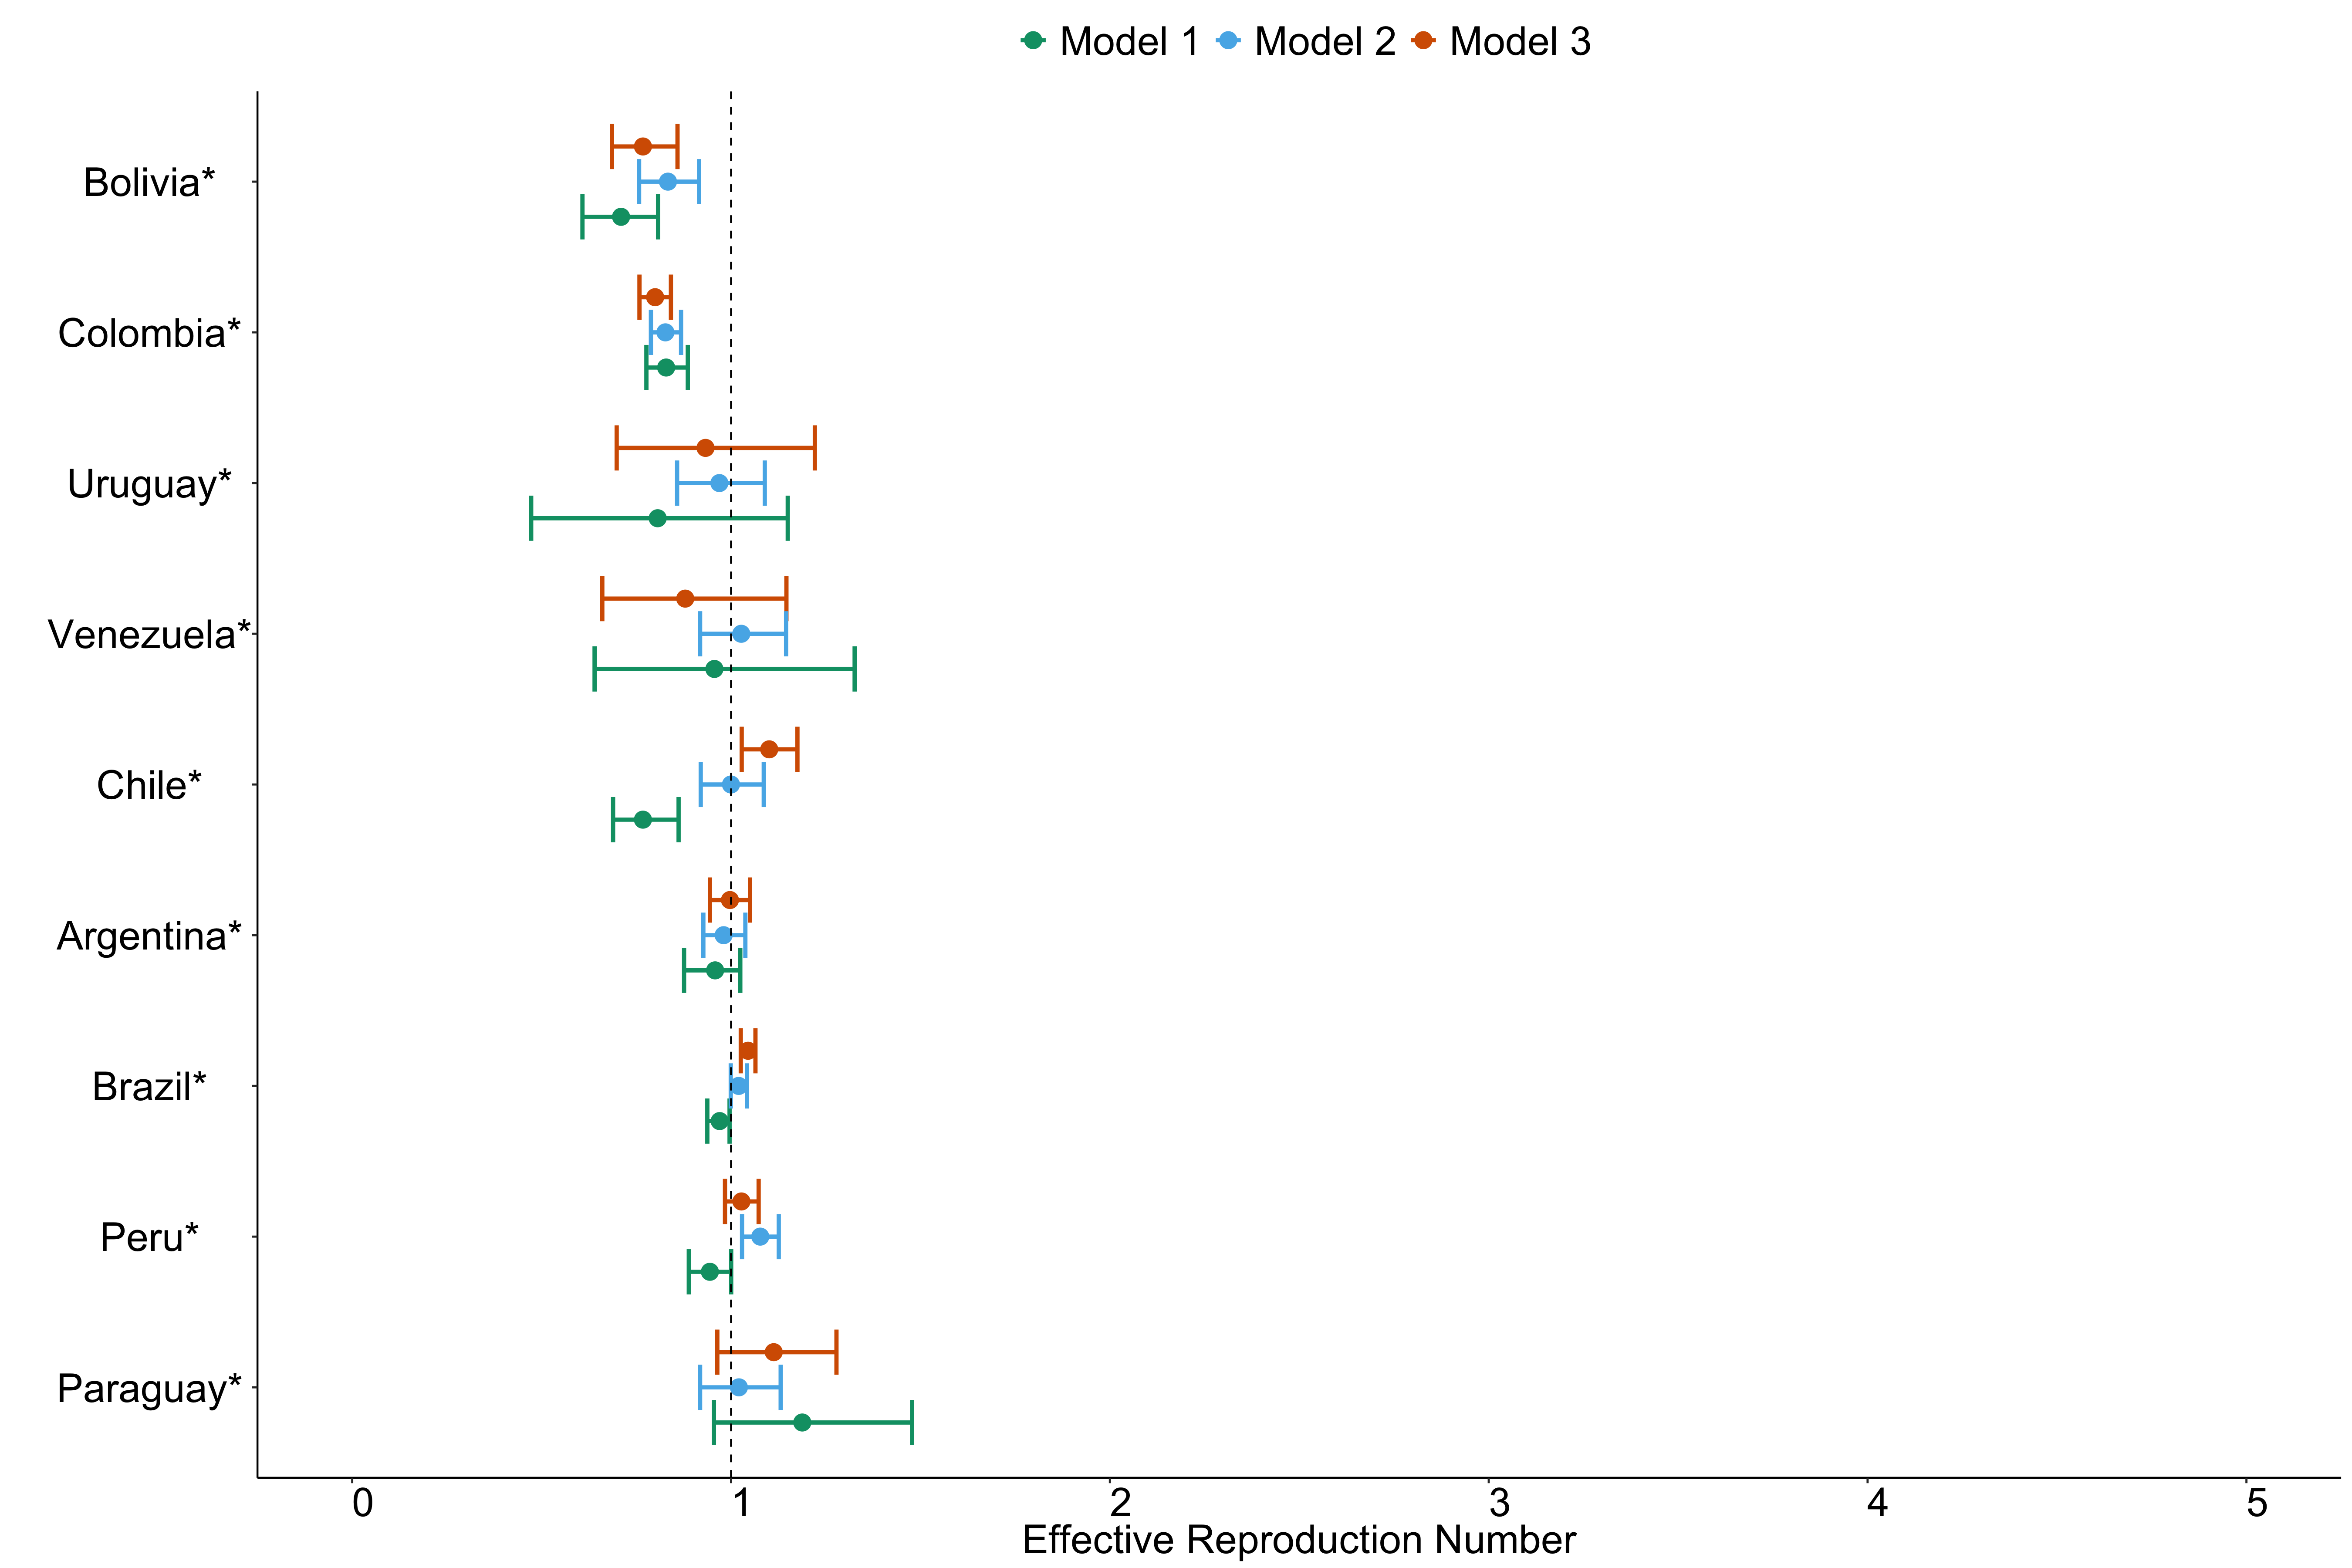 Model 1 Model 2 Model 3
Bolivia*
Colombia*
Uruguay*
Venezuela*
Chile*
Argentina*
Brazil*
Peru*
Paraguay*
0 1 2 3 4 5
Effective Reproduction Number